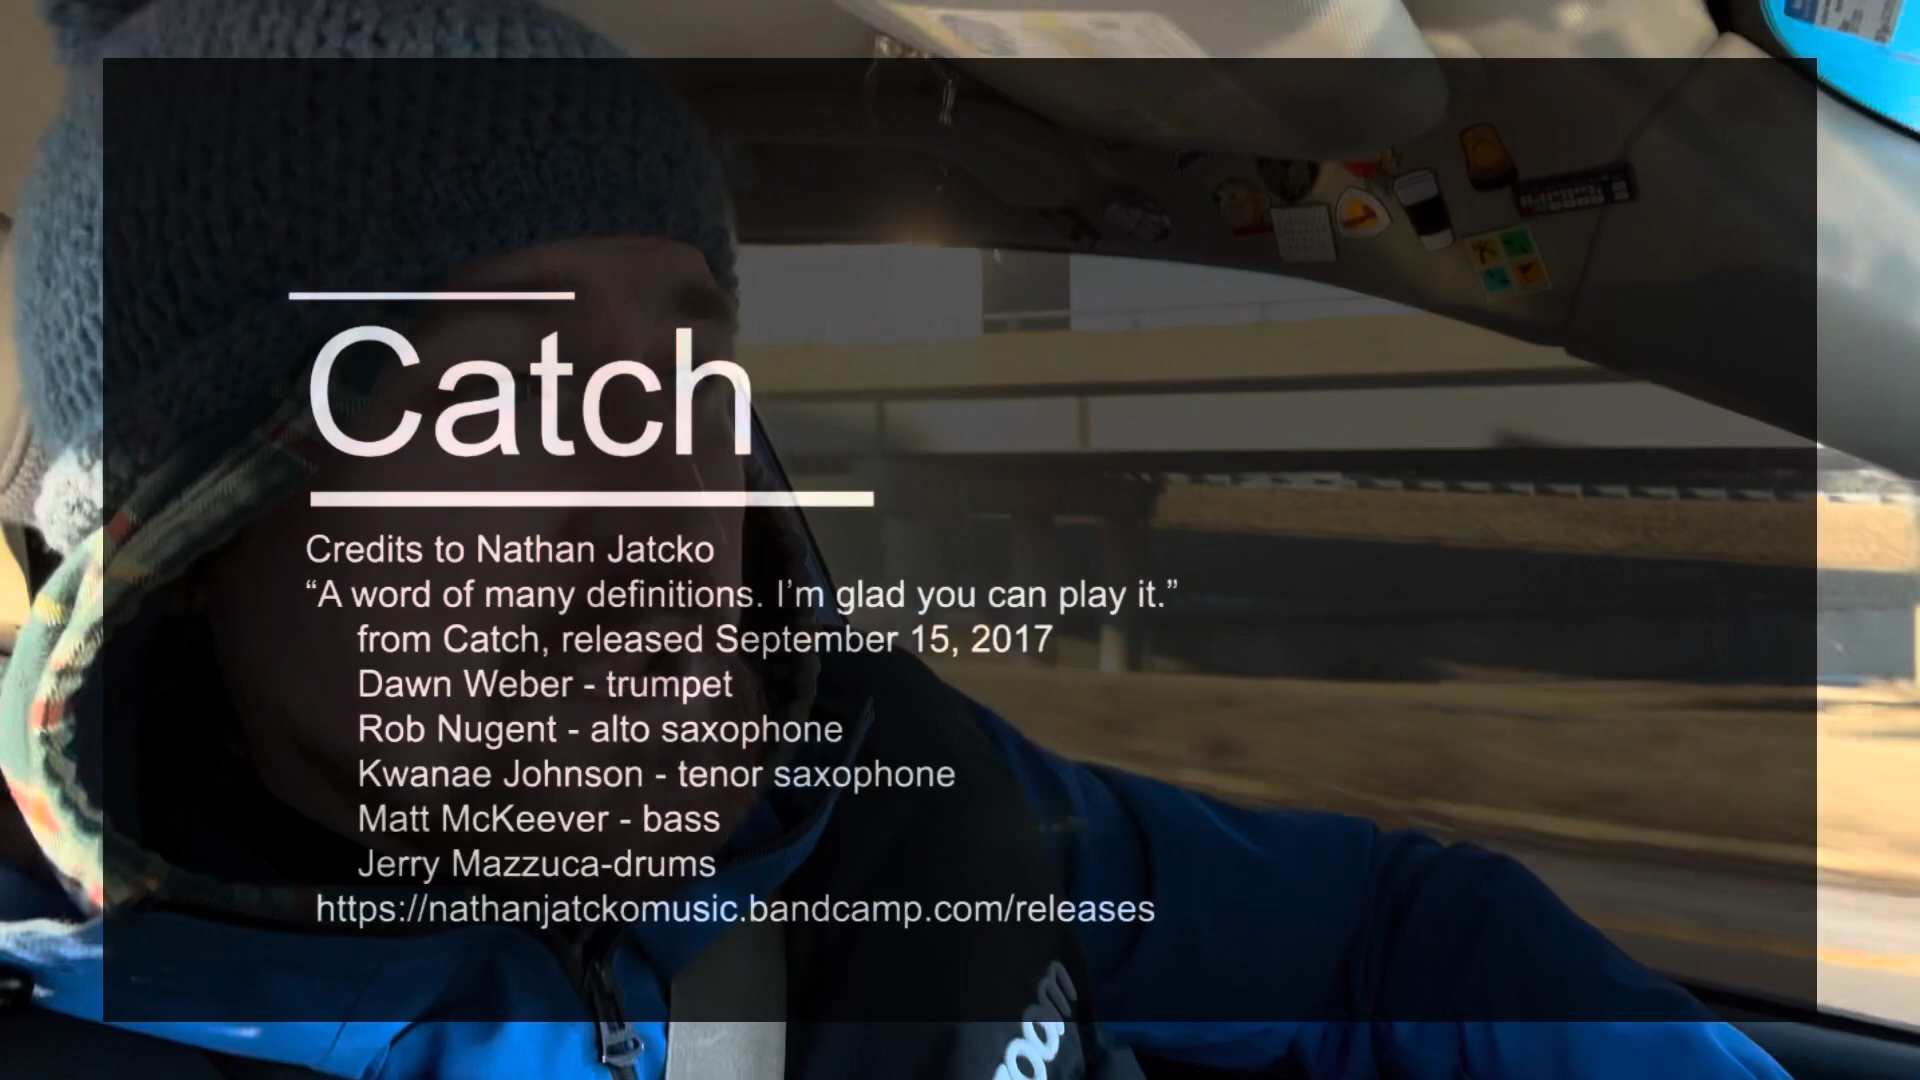 Catch
Credits to Nathan Jatcko
“A word of many definitions. I’m glad you can play it.”
from Catch, released September 15, 2017
Dawn Weber - trumpet
Rob Nugent - alto saxophone
Kwanae Johnson - tenor saxophone
Matt McKeever - bass
Jerry Mazzuca-drums
https://nathanjatckomusic.bandcamp.com/releases